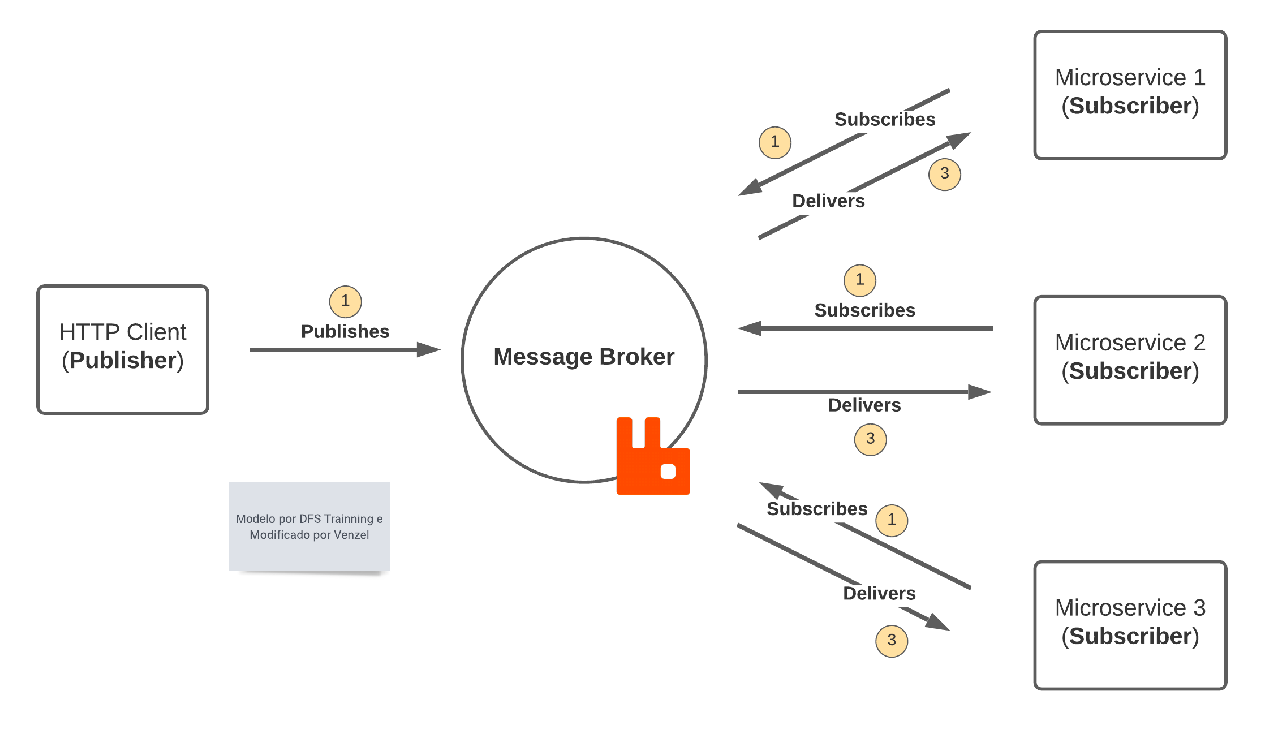 Microservice 1
(Subscriber)
Subscribes
1
3
Delivers
1
Subscribes
HTTP Client
(Publisher)
1
Publishes
Message Broker
Microservice 2
(Subscriber)
Delivers
3
Subscribes
1
Modelo por DFS Trainning e
Modificado por Venzel
Delivers
3
Microservice 3
(Subscriber)